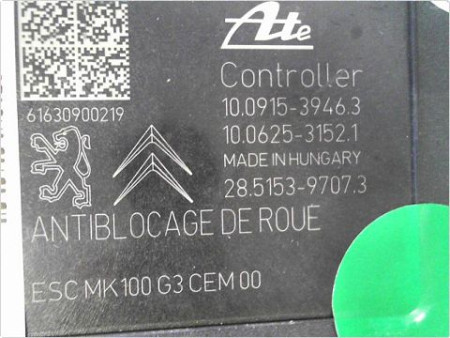 Ate
Controller
61630900219
10.0915-3946.3
10.0625-3152.1
MADE IN HUNGARY
28.5153-9707.3
ANTIBLOCAGE DE ROUE
ESC MK100 G3 CEM 00